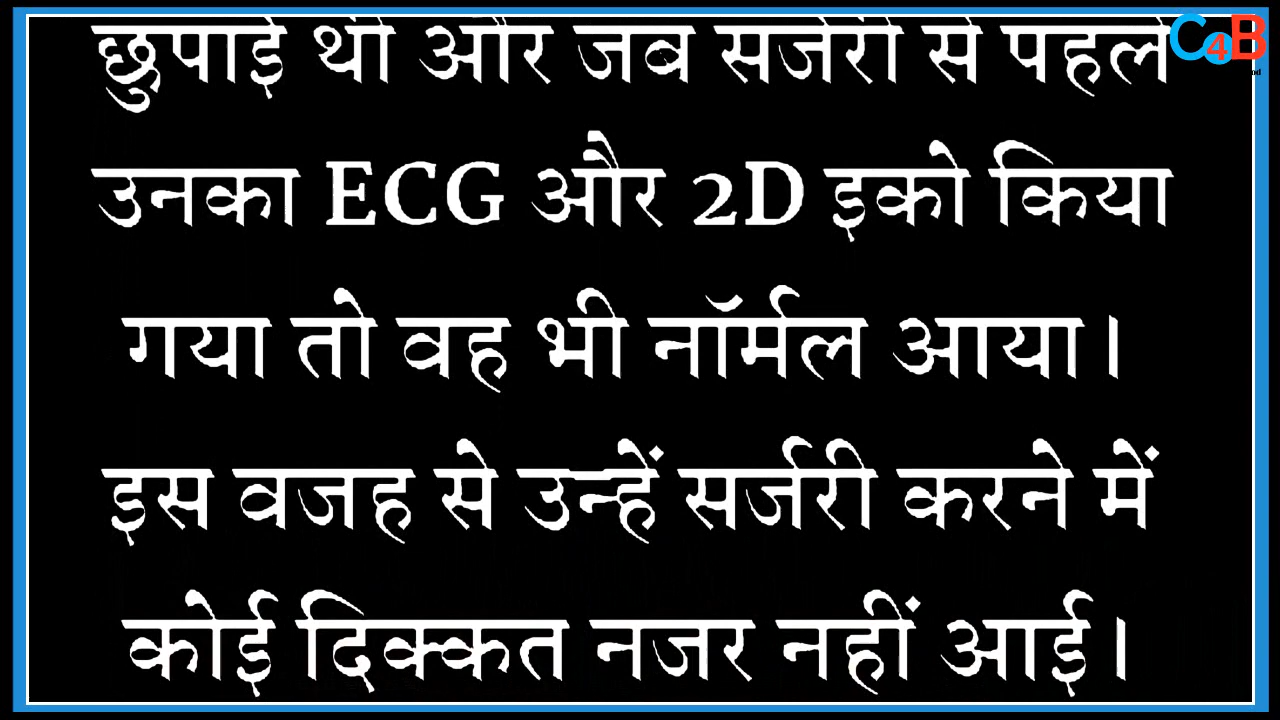 छुपाई थी और जब सर्जरी से पहले
उनका ECG और 2D इको किया
गया तो वह भी नॉर्मल आया।
इस वजह से उन्हें सर्जरी करने में
कोई दिक्कत नजर नहीं आई।
C4B